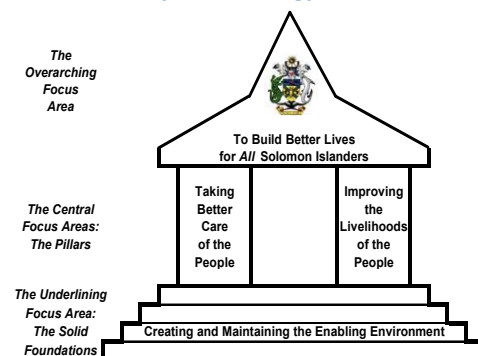 The
Overarching
Focus
Area
To Build Better Lives
for All Solomon Islanders
The Central
Focus Areas:
The Pillars
Taking
Better
Care
of the
People
Improving
the
Livelihoods
of the
People
The Underlining
Focus Area:
The Solid
Foundations
Creating and Maintaining the Enabling Environment